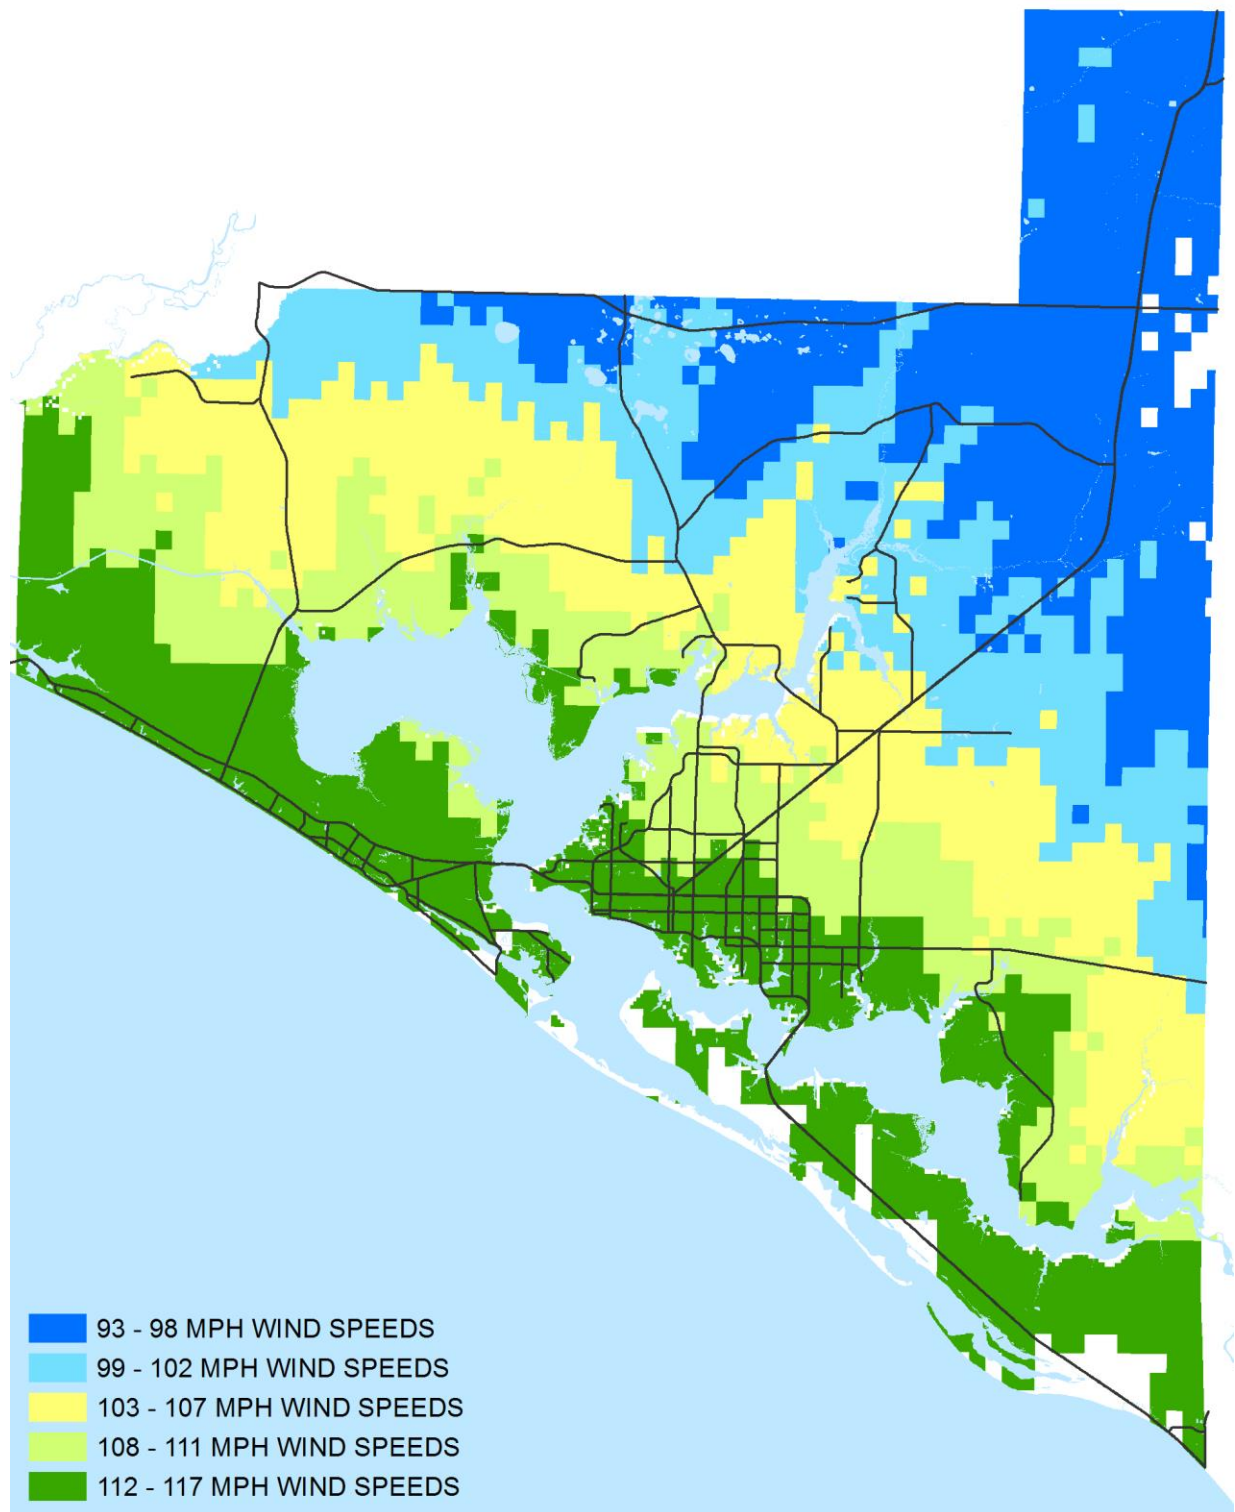 93 - 98 MPH WIND SPEEDS
99 - 102 MPH WIND SPEEDS
103 - 107 MPH WIND SPEEDS
108 - 111 MPH WIND SPEEDS
112 - 117 MPH WIND SPEEDS